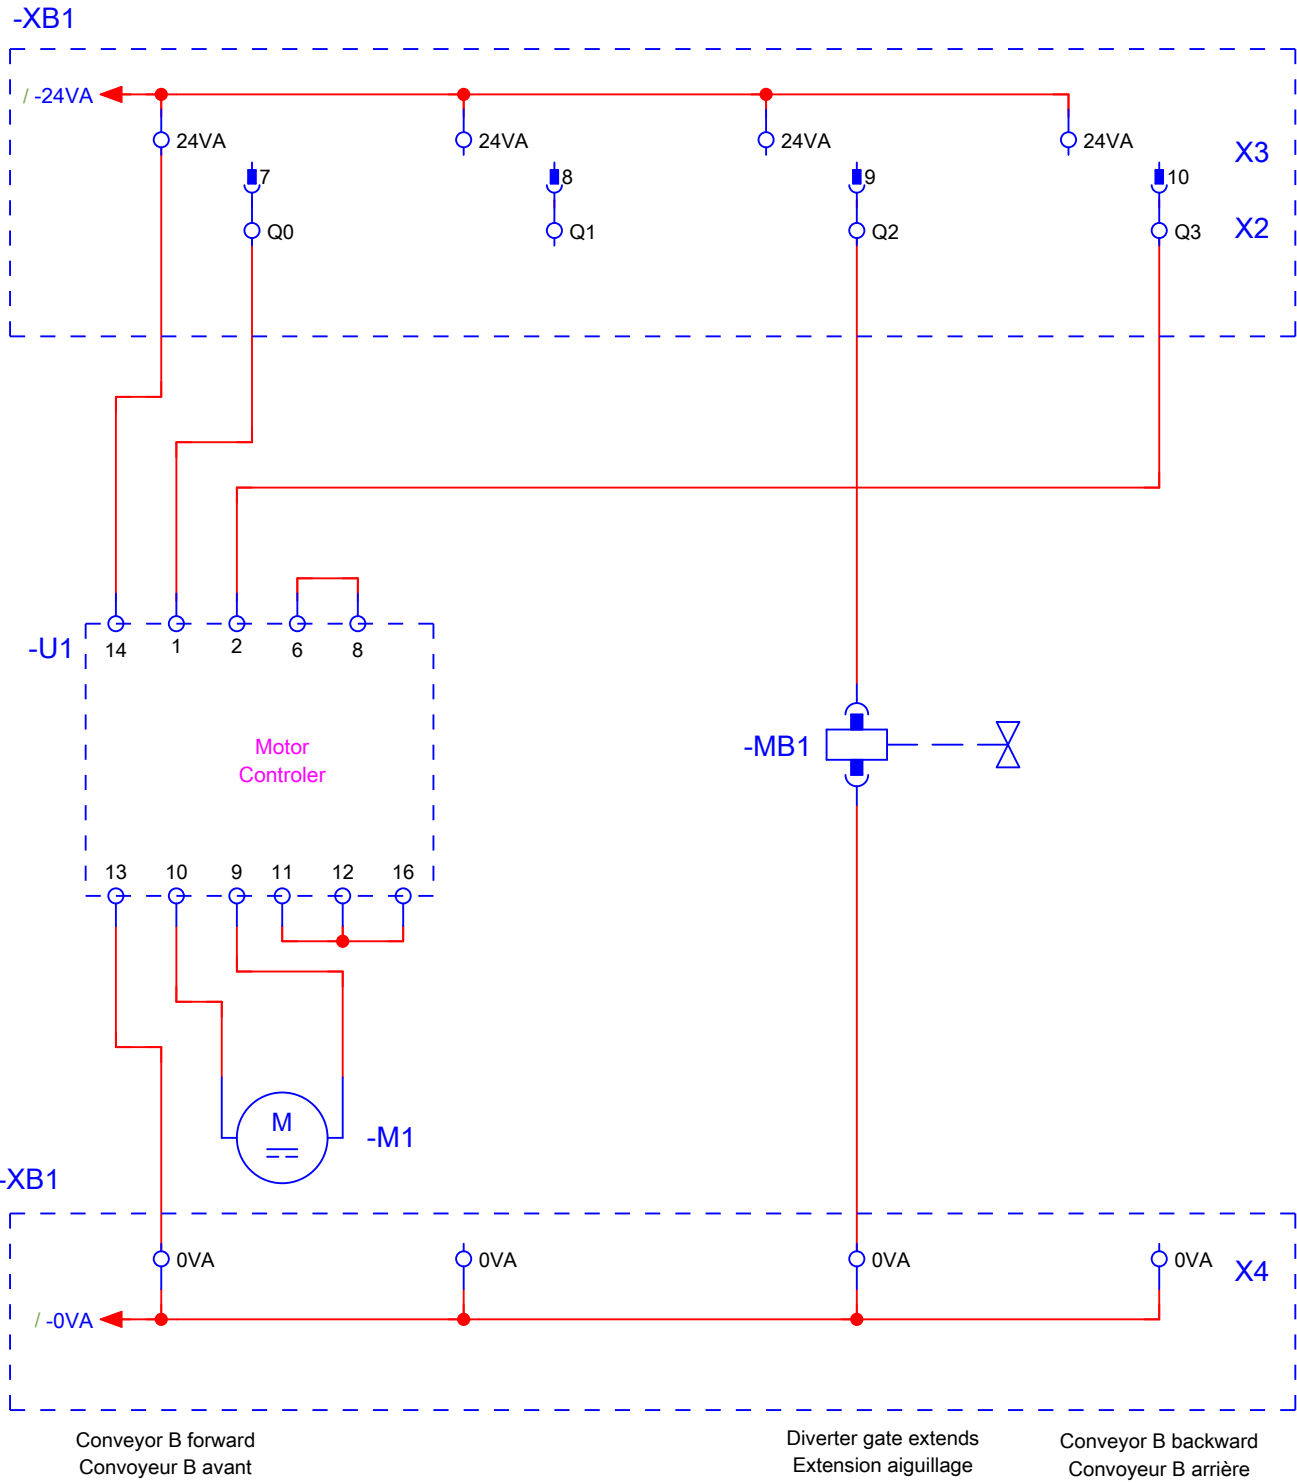 -XB1
/ -24VA
24VA 24VA 24VA 24VA
X3
7 8 9 10
Q0 Q1 Q2 Q3
X2
-U1
14 1 2 6 8
Motor
Controler
-MB1
13 10 9 11 12 16
M
-M1
-XB1
0VA 0VA 0VA 0VA
X4
/ -0VA
Conveyor B forward
Convoyeur B avant
Diverter gate extends
Extension aiguillage
Conveyor B backward
Convoyeur B arrière